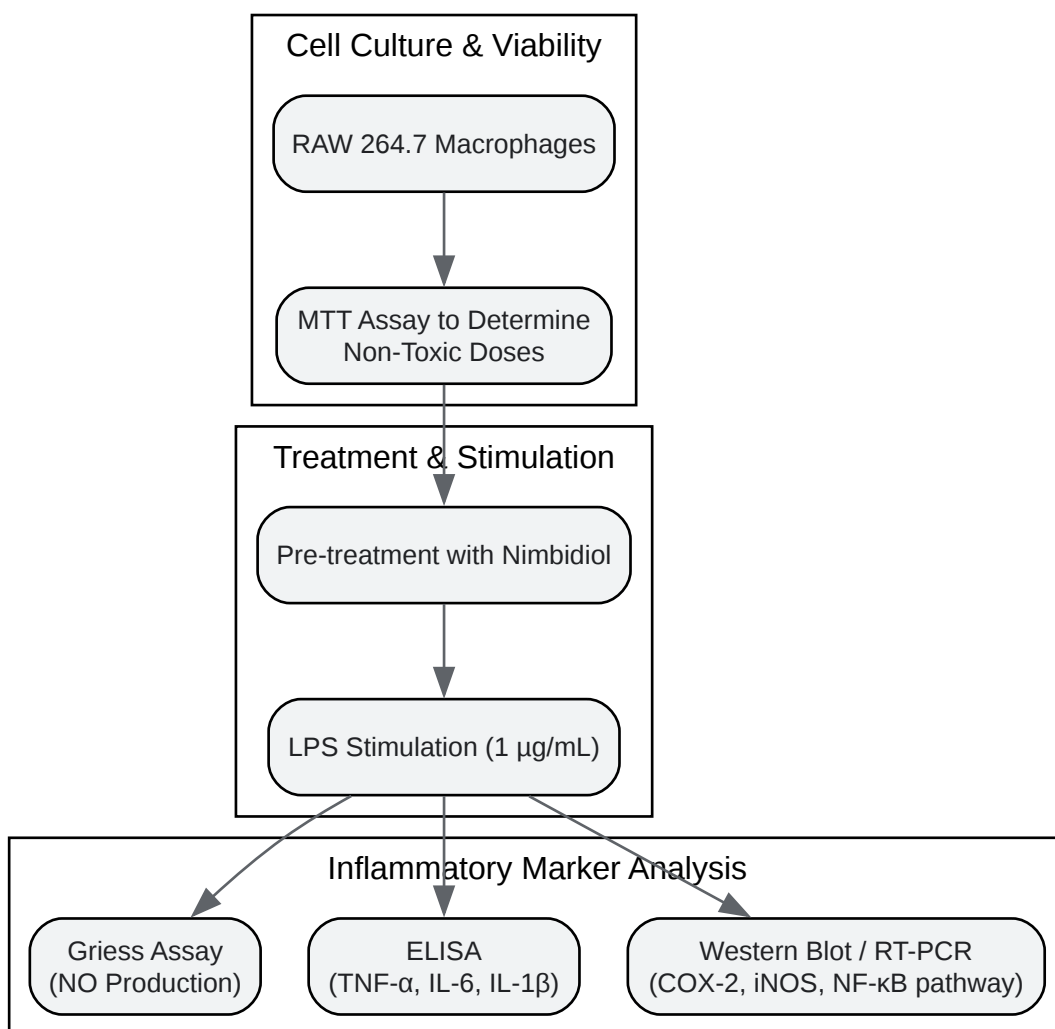 Cell Culture & Viability
RAW 264.7 Macrophages
MTT Assay to Determine
Non-Toxic Doses
Treatment & Stimulation
Pre-treatment with Nimbidiol
LPS Stimulation (1 µg/mL)
Inflammatory Marker Analysis
Griess Assay
(NO Production)
ELISA
(TNF-α, IL-6, IL-1β)
Western Blot / RT-PCR
(COX-2, iNOS, NF-κB pathway)